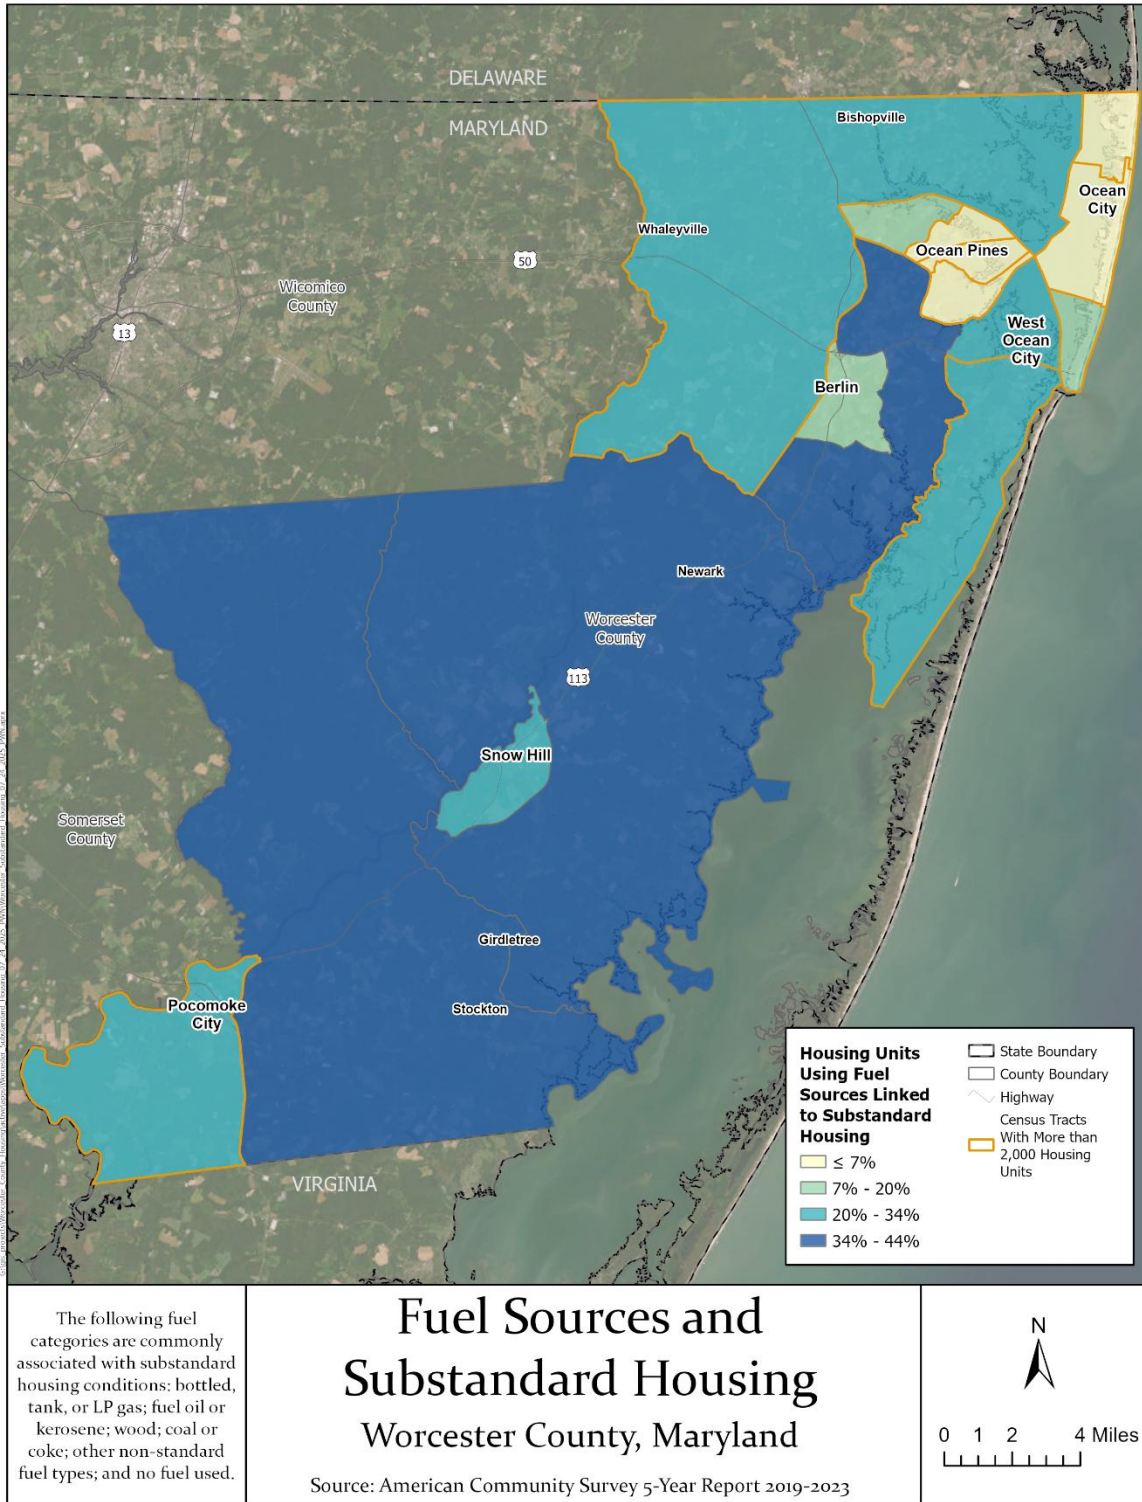 DELAWARE
MARYLAND
Bishopville
Ocean
City
Whaleyville
Ocean Pines
50
Wicomico
County
13
West
Ocean
City
Berlin
Newark
Worcester
County
113
Snow Hill
Somerset
County
Girdletree
Pocomoke
City
Stockton
VIRGINIA
Housing Units
Using Fuel
Sources Linked
to Substandard
Housing
≤ 7%
7% - 20%
20% - 34%
34% - 44%
State Boundary
County Boundary
Highway
Census Tracts
With More than
2,000 Housing
Units
The following fuel
categories are commonly
associated with substandard
housing conditions: bottled,
tank, or LP gas; fuel oil or
kerosene; wood; coal or
coke; other non-standard
fuel types; and no fuel used.
Fuel Sources and
Substandard Housing
Worcester County, Maryland
Source: American Community Survey 5-Year Report 2019-2023
N
0 1 2 4 Miles